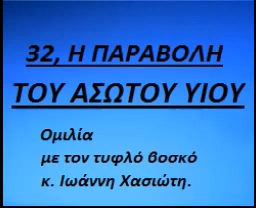 32, Η ΠΑΡΑΒΟΛΗ
ΤΟΥ ΑΣΩΤΟΥ ΥΙΟΥ
Ομιλία
με τον τυφλό βοσκό
κ. Ιωάννη Χασιώτη.